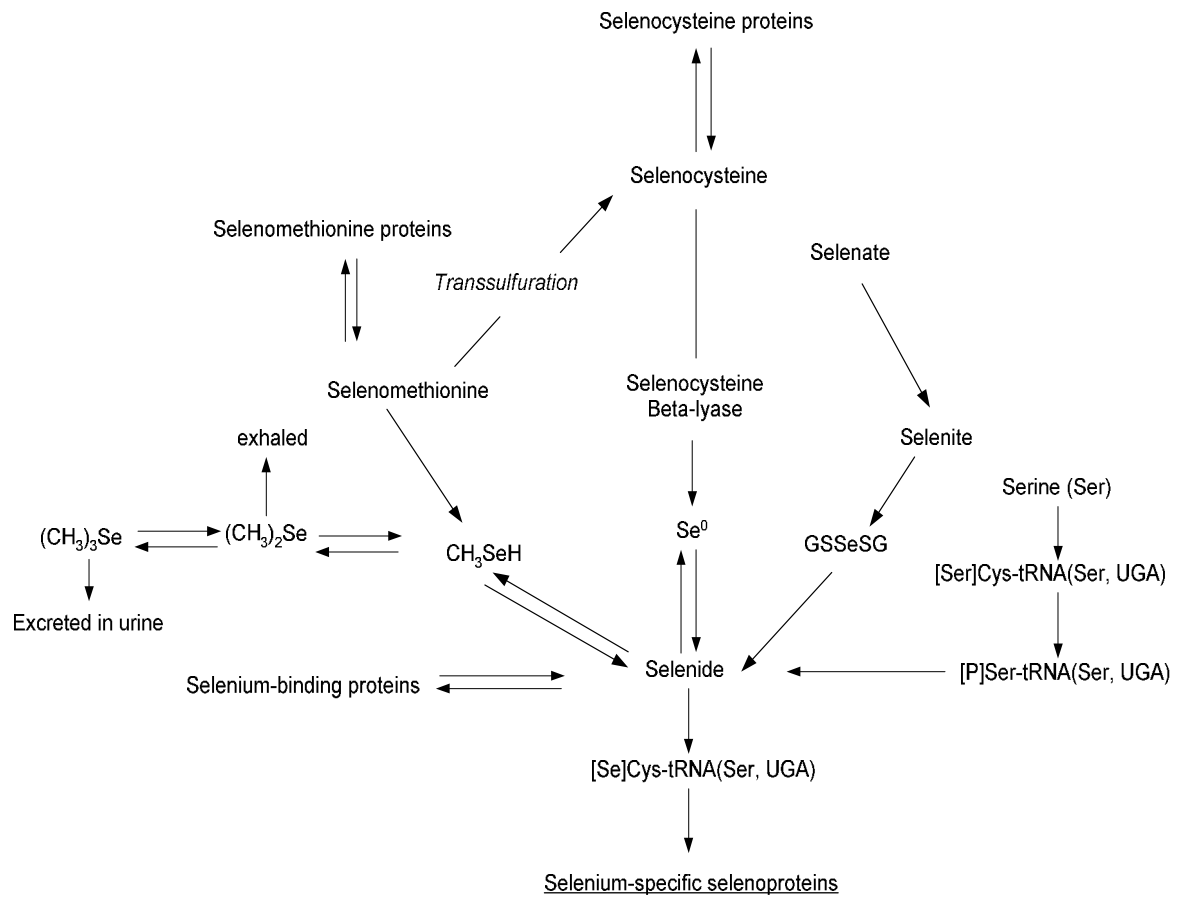 Selenocysteine proteins
Selenocysteine
Selenomethionine proteins
Selenate
Transsulfuration
Selenocysteine
Beta-lyase
Selenomethionine
exhaled
Selenite
Serine (Ser)
(CH₃)₃Se
(CH₃)₂Se
CH₃SeH
Se⁰
GSSeSG
[Ser]Cys-tRNA(Ser, UGA)
Excreted in urine
Selenium-binding proteins
Selenide
[P]Ser-tRNA(Ser, UGA)
[Se]Cys-tRNA(Ser, UGA)
Selenium-specific selenoproteins